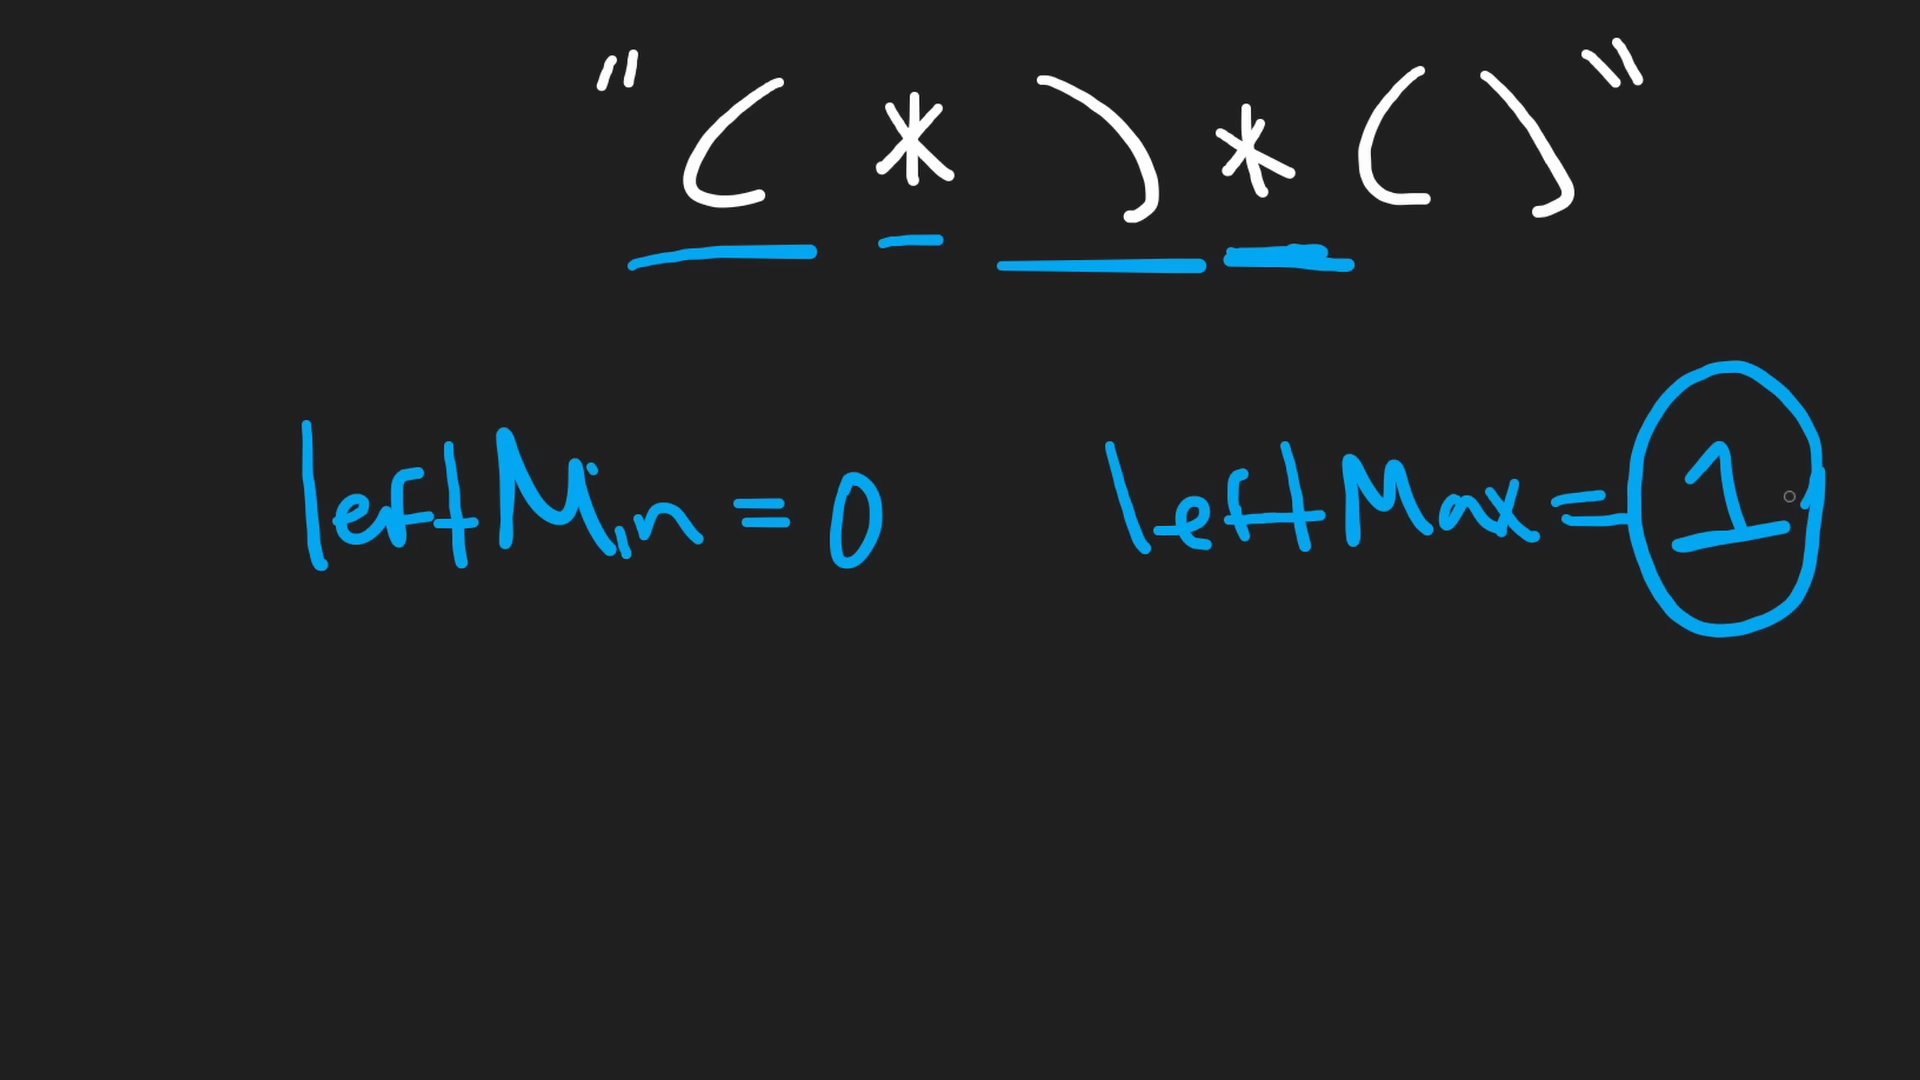 "(*)*()"
leftMin = 0 leftMax = 1